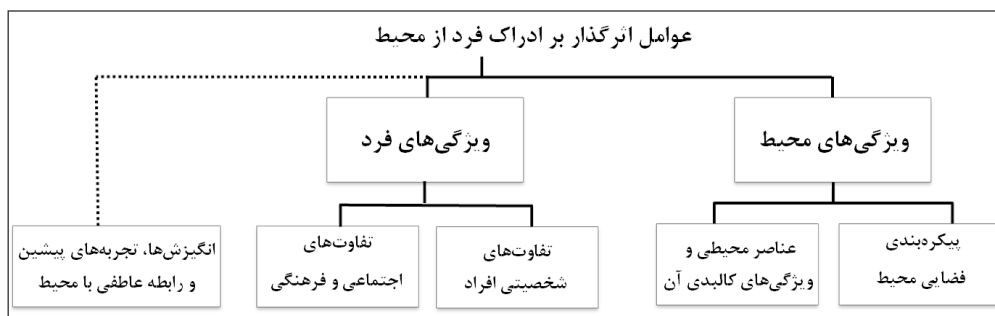 عوامل اثرگذار بر ادراک فرد از محیط
ویژگی‌های محیط
ویژگی‌های فرد
پیکره‌بندی
فضایی محیط
عناصر محیطی و
ویژگی‌های کالبدی آن
تفاوت‌های
شخصیتی افراد
تفاوت‌های
اجتماعی و فرهنگی
انگیزش‌ها، تجربه‌های پیشین
و رابطه عاطفی با محیط